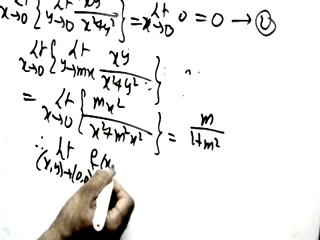 x→0 { Lt y→0 xy/x²+y² } = Lt x→0 0 = 0 → ①
Lt x→0 { Lt y→mx xy/x²+y² }
= Lt x→0 { mx²/x²+m²x² } = m/1+m²
∴ Lt (x,y)→(0,0) f(x